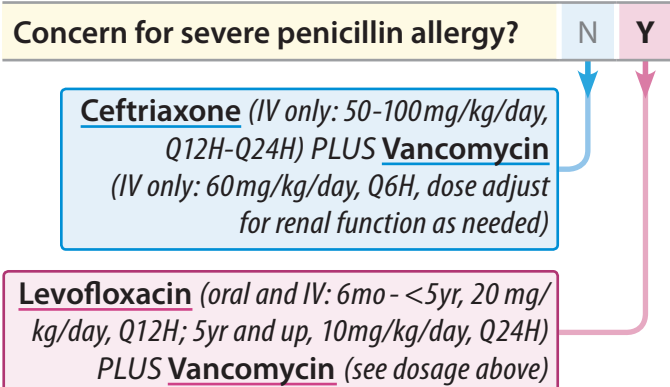 Concern for severe penicillin allergy? N Y
Ceftriaxone (IV only: 50-100mg/kg/day,
Q12H-Q24H) PLUS Vancomycin
(IV only: 60mg/kg/day, Q6H, dose adjust
for renal function as needed)
Levofloxacin (oral and IV: 6mo - <5yr, 20 mg/
kg/day, Q12H; 5yr and up, 10mg/kg/day, Q24H)
PLUS Vancomycin (see dosage above)